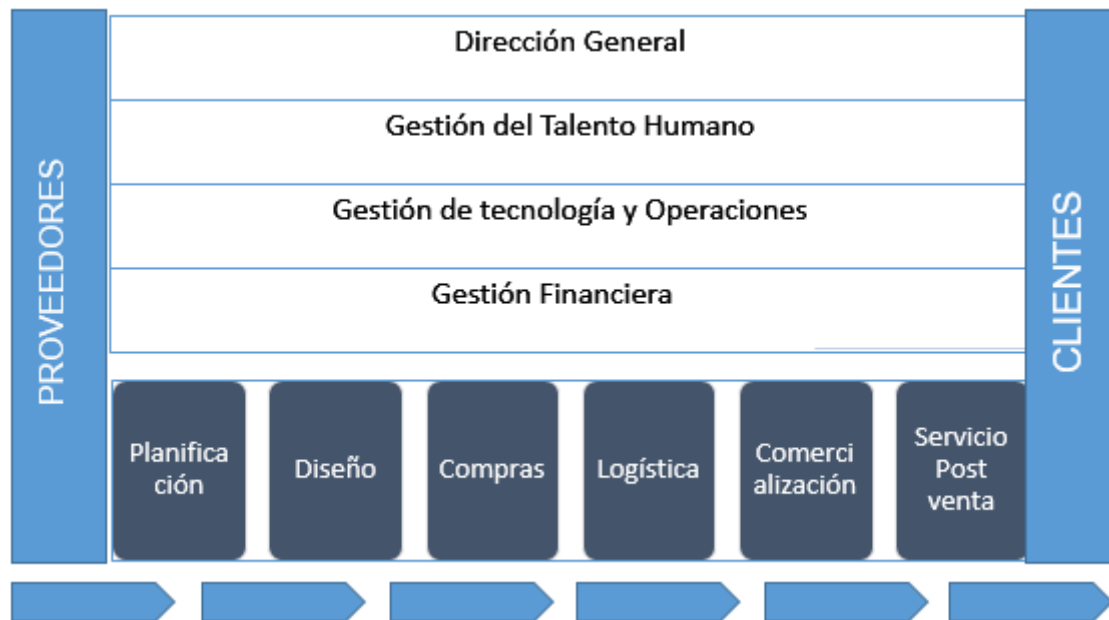 PROVEEDORES
Dirección General
Gestión del Talento Humano
Gestión de tecnología y Operaciones
Gestión Financiera
Planifica
ción
Diseño
Compras
Logística
Comerci
alización
Servicio
Post
venta
CLIENTES